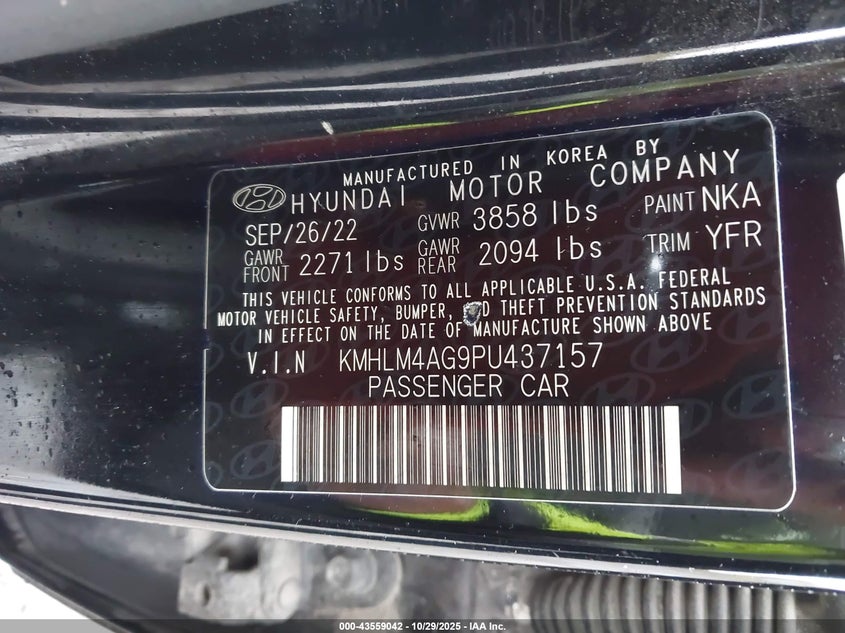 MANUFACTURED IN KOREA BY
HYUNDAI MOTOR COMPANY
SEP/26/22 GVWR 3858 lbs PAINT NKA
GAWR FRONT 2271 lbs GAWR REAR 2094 lbs TRIM YFR
THIS VEHICLE CONFORMS TO ALL APPLICABLE U.S.A. FEDERAL
MOTOR VEHICLE SAFETY, BUMPER, D THEFT PREVENTION STANDARDS
IN EFFECT ON THE DATE OF MANUFACTURE SHOWN ABOVE
V.I.N KMHLM4AG9PU437157
PASSENGER CAR
000-43559042 - 10/29/2025 - IAA Inc.